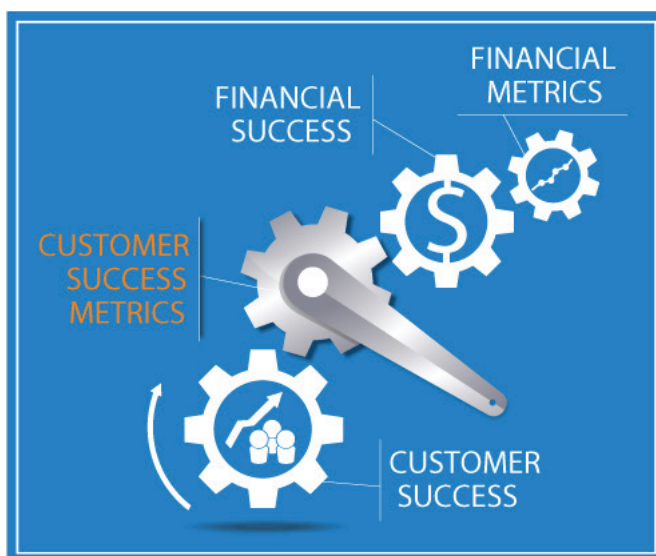 FINANCIAL
METRICS
FINANCIAL
SUCCESS
$
CUSTOMER
SUCCESS
METRICS
CUSTOMER
SUCCESS